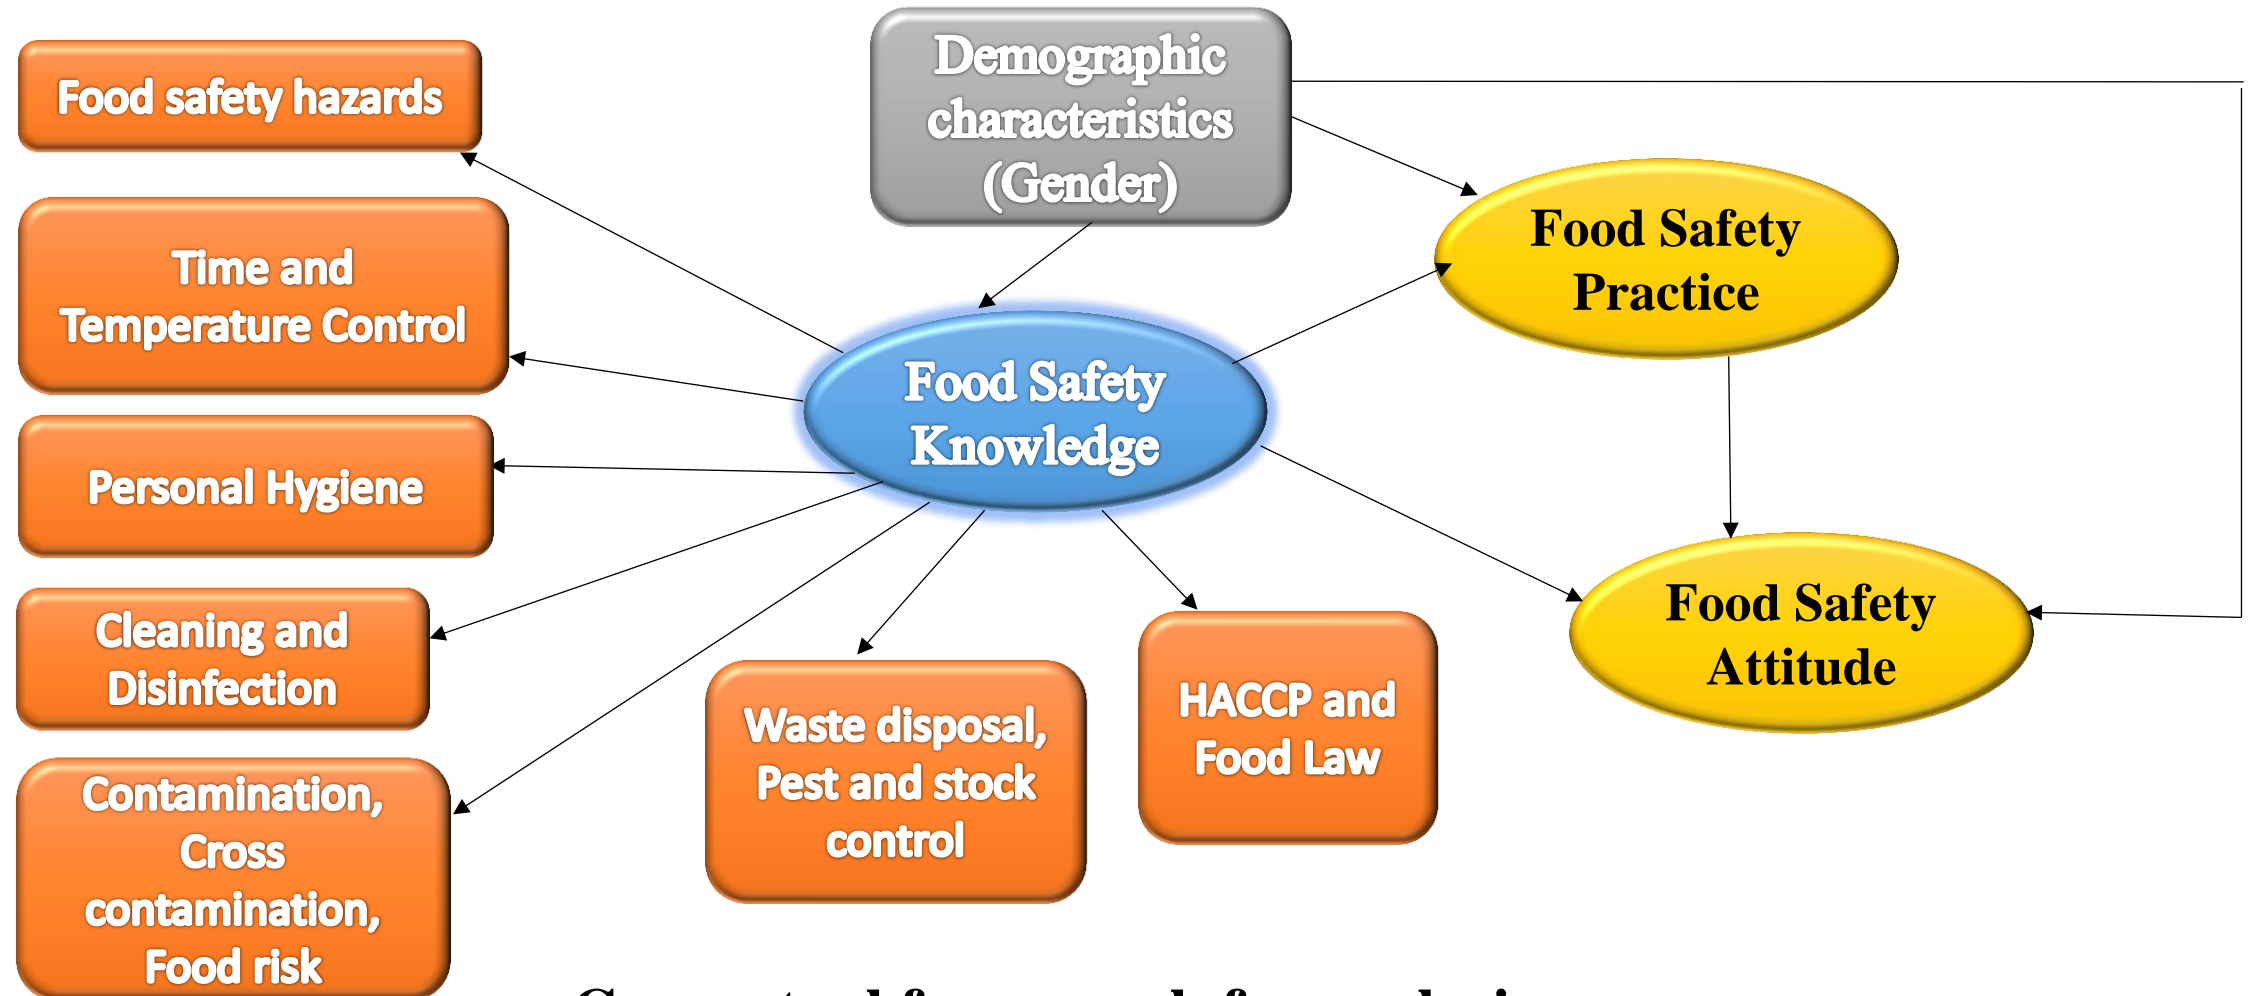 Demographic
characteristics
(Gender)
Food safety hazards
Time and
Temperature Control
Personal Hygiene
Cleaning and
Disinfection
Contamination,
Cross
contamination,
Food risk
Food Safety
Knowledge
Waste disposal,
Pest and stock
control
HACCP and
Food Law
Food Safety
Practice
Food Safety
Attitude